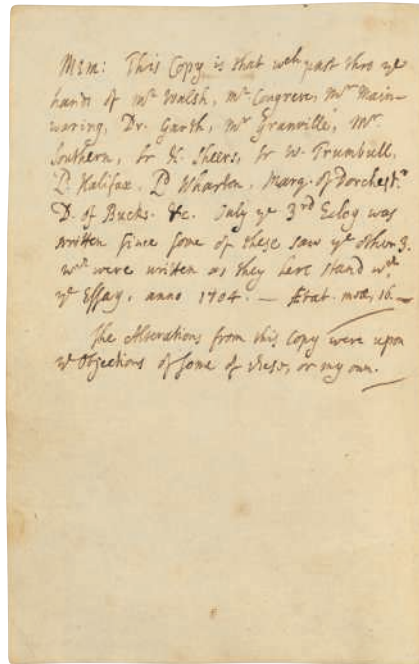 Mem: This Copy is that wch past thro ye
hands of Mr Walsh, Mr Congreve, Mr Main-
waring, Dr. Garth, Mr Granville, Mr.
Southern, Sr H. Sheers, Sr W. Trumbull,
Ld. Halifax, Ld Wharton, Marq. of Dorchestr.
D. of Bucks. &c. Only ye 3rd Eclog was
written since some of these saw ye other 3.
wch were written as they here stand wth
ye Essay, anno 1704. — Ætat. meæ, 16. —
The Alterations from this Copy were upon
ye Objections of some of these, or my own.